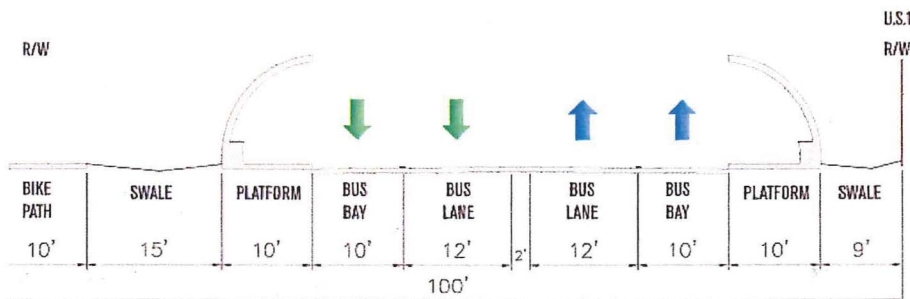 U.S.1
R/W
R/W
BIKE PATH
SWALE
PLATFORM
BUS BAY
BUS LANE
BUS LANE
BUS BAY
PLATFORM
SWALE
10'
15'
10'
10'
12'
2'
12'
10'
10'
9'
100'